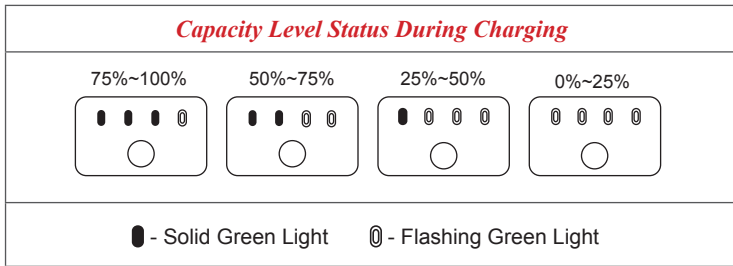 Capacity Level Status During Charging
75%~100% 50%~75% 25%~50% 0%~25%
- Solid Green Light - Flashing Green Light